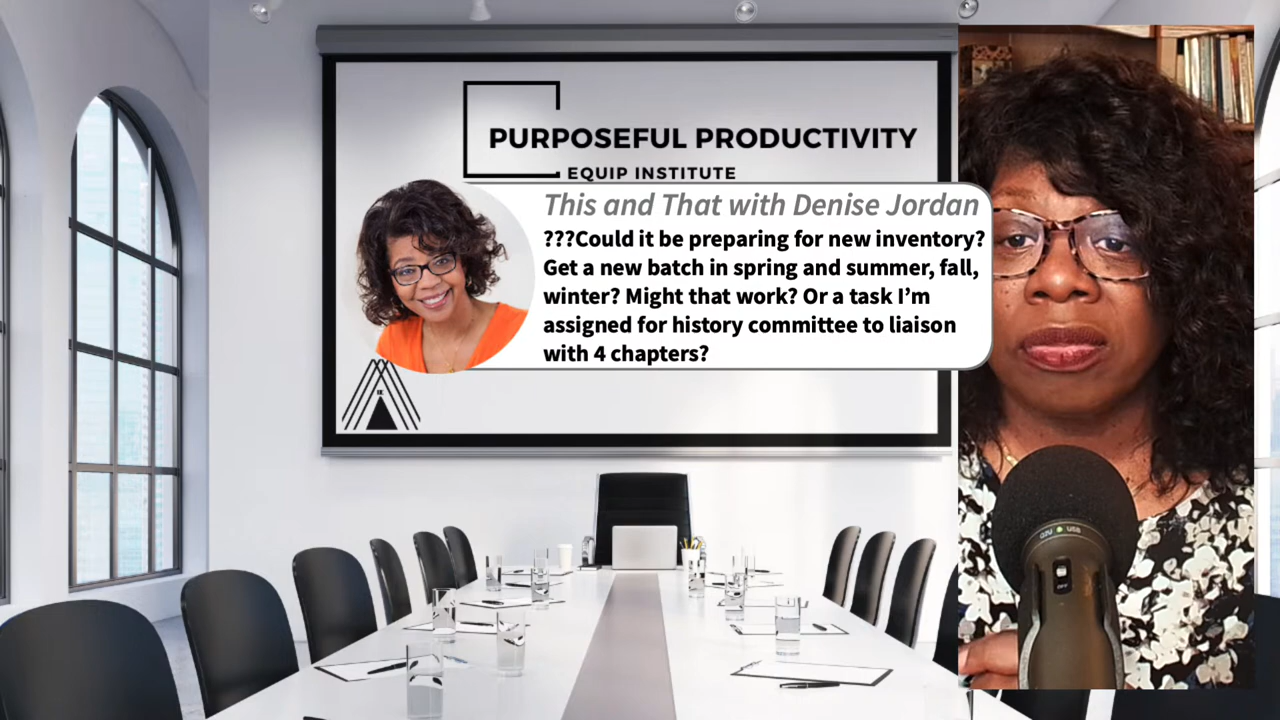 PURPOSEFUL PRODUCTIVITY
EQUIP INSTITUTE
This and That with Denise Jordan
???Could it be preparing for new inventory?
Get a new batch in spring and summer, fall,
winter? Might that work? Or a task I’m
assigned for history committee to liaison
with 4 chapters?